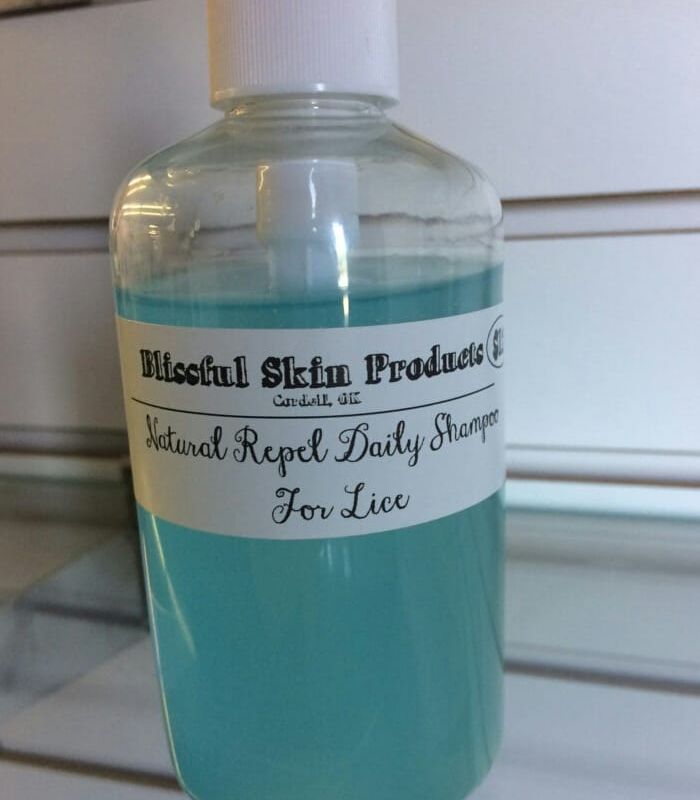 Blissful Skin Products
Cordell, OK
Natural Repel Daily Shampoo
For Lice